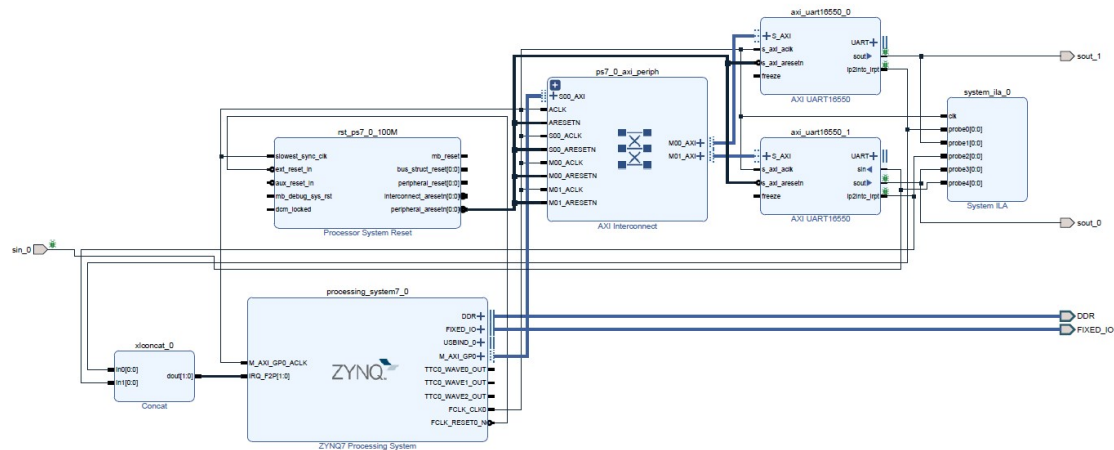 axi_uart16550_0
S_AXI
s_axi_aclk
s_axi_aresetn
freeze
UART
sout
ip2intc_irpt
AXI UART16550
sout_1
ps7_0_axi_periph
S00_AXI
ACLK
ARESETN
S00_ACLK
S00_ARESETN
M00_ACLK
M00_ARESETN
M01_ACLK
M01_ARESETN
M00_AXI
M01_AXI
AXI Interconnect
system_ila_0
clk
probe0[0:0]
probe1[0:0]
probe2[0:0]
probe3[0:0]
probe4[0:0]
System ILA
rst_ps7_0_100M
slowest_sync_clk
ext_reset_in
aux_reset_in
mb_debug_sys_rst
dcm_locked
mb_reset
bus_struct_reset[0:0]
peripheral_reset[0:0]
interconnect_aresetn[0:0]
peripheral_aresetn[0:0]
Processor System Reset
axi_uart16550_1
S_AXI
s_axi_aclk
s_axi_aresetn
freeze
UART
sin
sout
ip2intc_irpt
AXI UART16550
sout_0
sin_0
processing_system7_0
M_AXI_GP0_ACLK
IRQ_F2P[1:0]
ZYNQ
DDR
FIXED_IO
USBIND_0
M_AXI_GP0
TTC0_WAVE0_OUT
TTC0_WAVE1_OUT
TTC0_WAVE2_OUT
FCLK_CLK0
FCLK_RESET0_N
ZYNQ7 Processing System
DDR
FIXED_IO
xlconcat_0
In0[0:0]
In1[0:0]
dout[1:0]
Concat